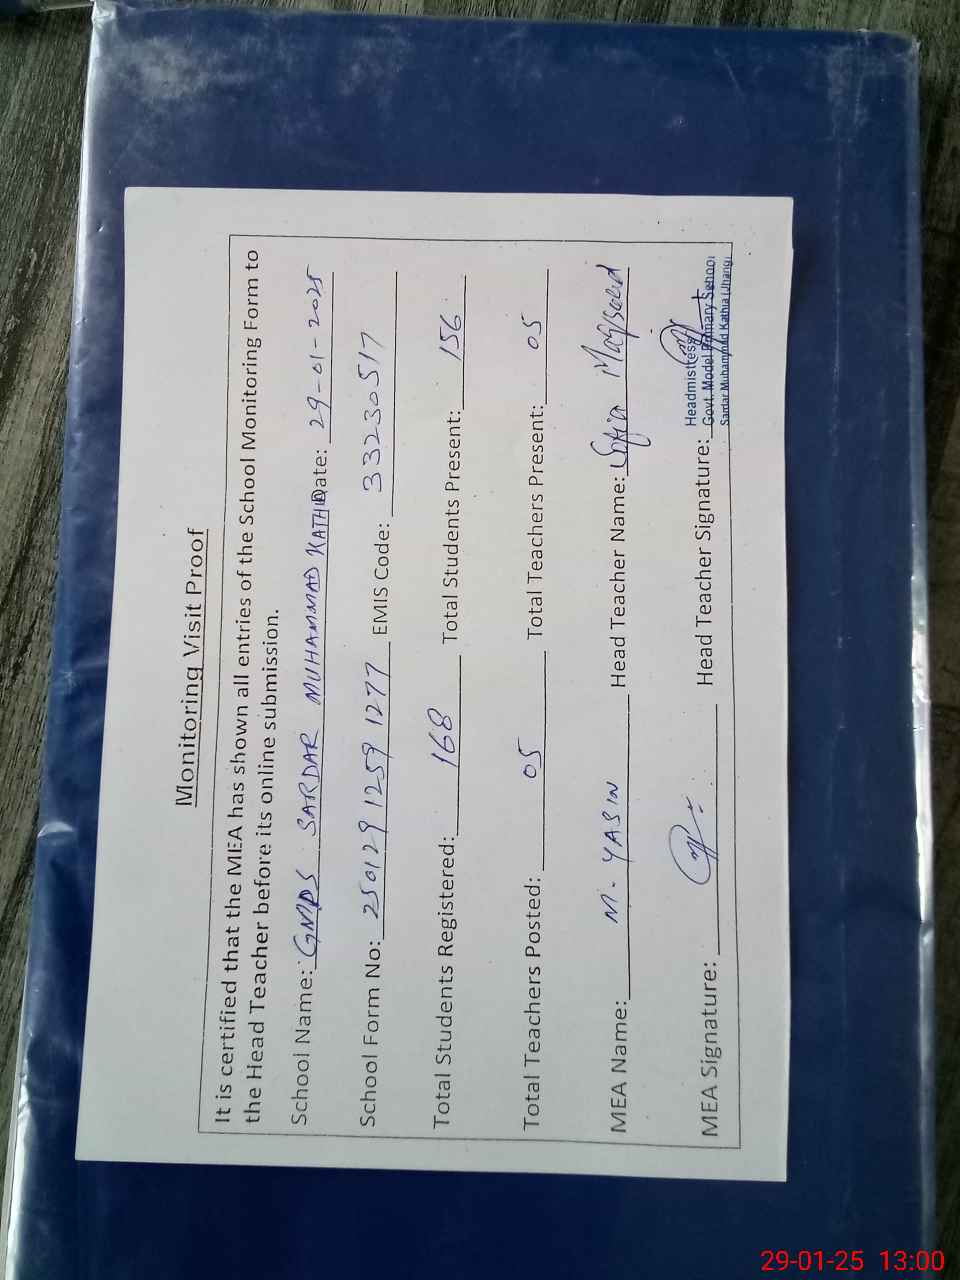 Monitoring Visit Proof
It is certified that the MEA has shown all entries of the School Monitoring Form to
the Head Teacher before its online submission.
School Name: GMPS SARDAR MUHAMMAD KATHIA Date: 29-01-2025
School Form No: 250129 1259 1277 EMIS Code: 33230517
Total Students Registered: 168 Total Students Present: 156
Total Teachers Posted: 05 Total Teachers Present: 05
MEA Name: M. YASIN Head Teacher Name: Sofia Maqsood
MEA Signature: Head Teacher Signature:
Headmistress
Govt. Model Primary School
Sardar Muhammad Kathia (Jhang)
29-01-25 13:00